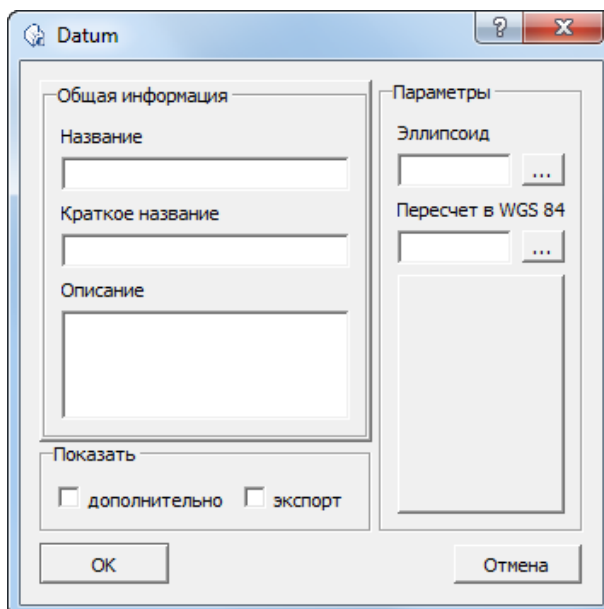 Datum
Общая информация
Название
Краткое название
Описание
Показать
дополнительно экспорт
Параметры
Эллипсоид
...
Пересчет в WGS 84
...
OK Отмена